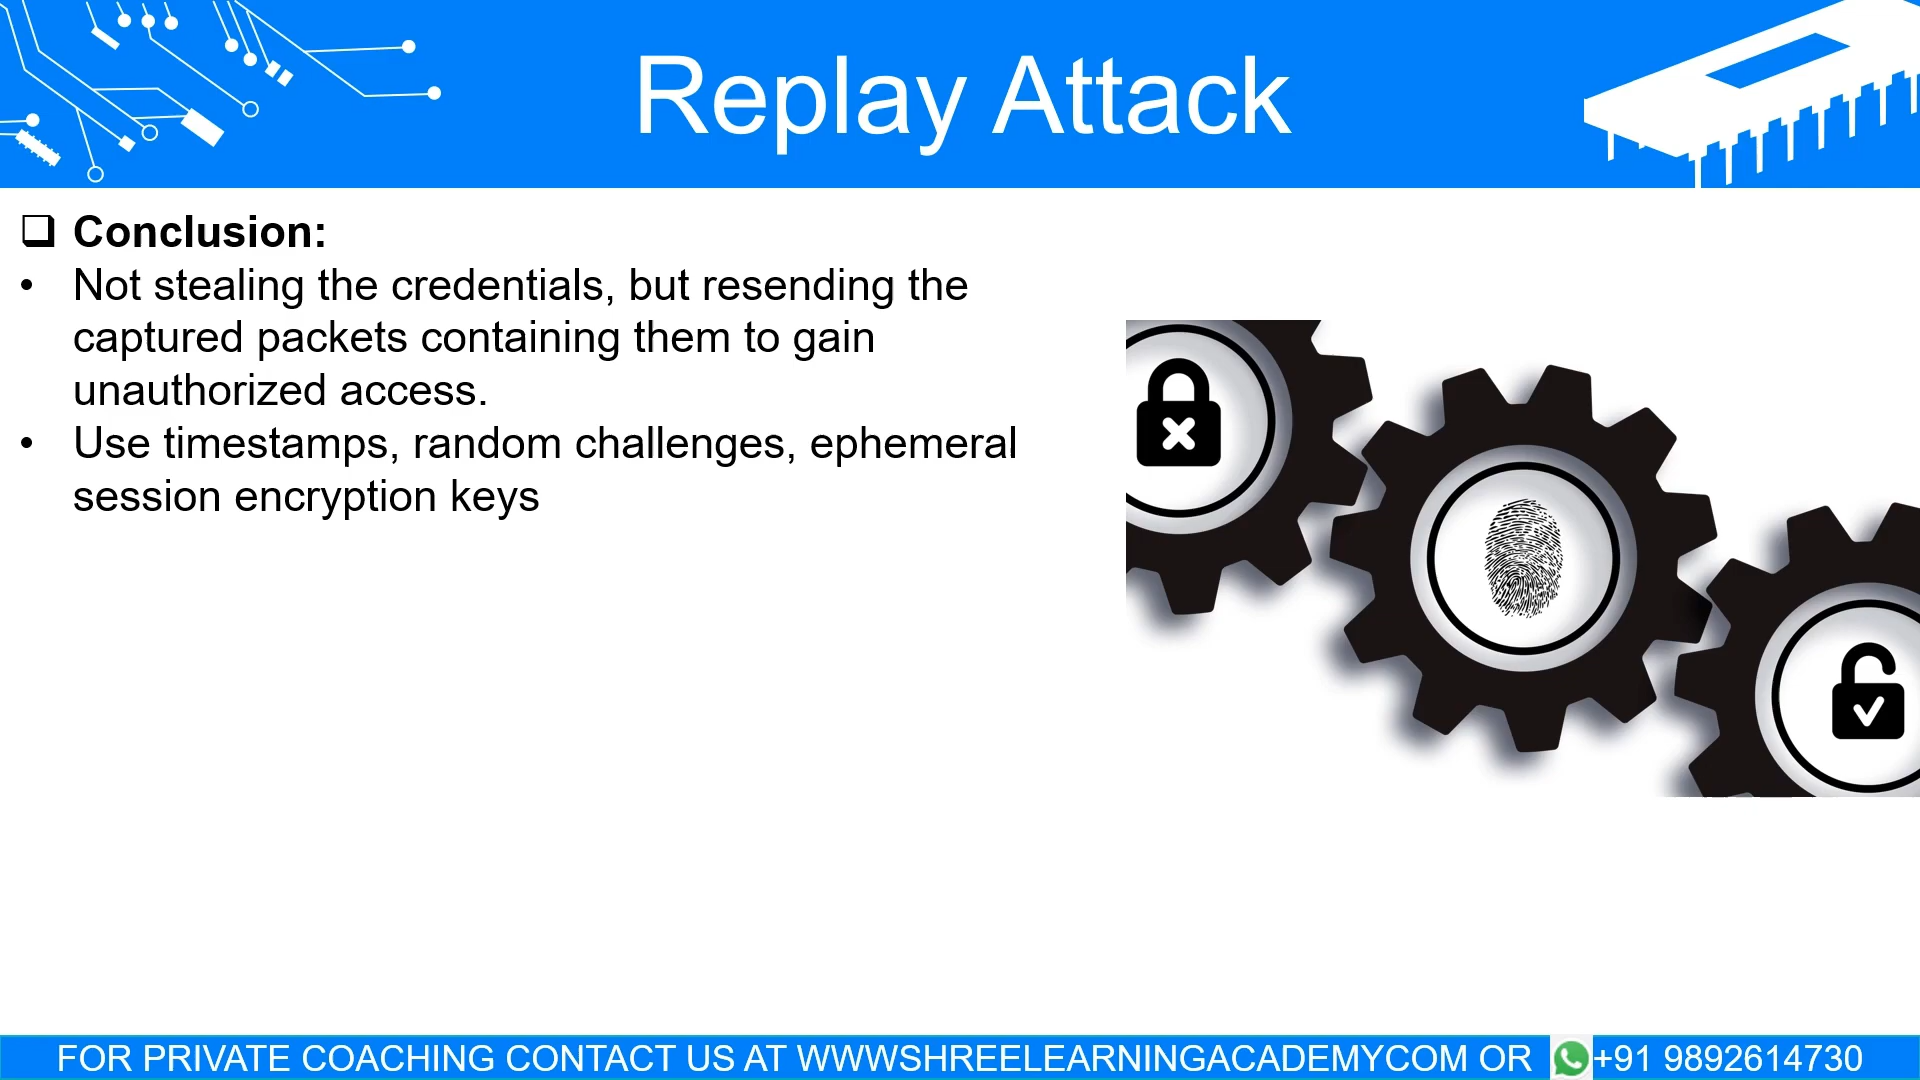 Replay Attack
❑ Conclusion:
• Not stealing the credentials, but resending the
captured packets containing them to gain
unauthorized access.
• Use timestamps, random challenges, ephemeral
session encryption keys
FOR PRIVATE COACHING CONTACT US AT WWWSHREELEARNINGACADEMYCOM OR +91 9892614730